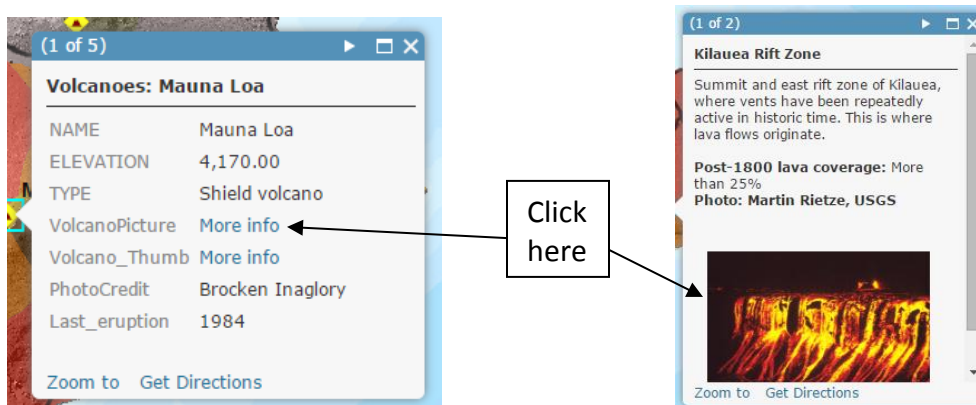 (1 of 5)
Volcanoes: Mauna Loa
NAME Mauna Loa
ELEVATION 4,170.00
TYPE Shield volcano
VolcanoPicture More info
Volcano_Thumb More info
PhotoCredit Brocken Inaglory
Last_eruption 1984
Zoom to Get Directions
Click
here
(1 of 2)
Kilauea Rift Zone
Summit and east rift zone of Kilauea,
where vents have been repeatedly
active in historic time. This is where
lava flows originate.
Post-1800 lava coverage: More
than 25%
Photo: Martin Rietze, USGS
Zoom to Get Directions